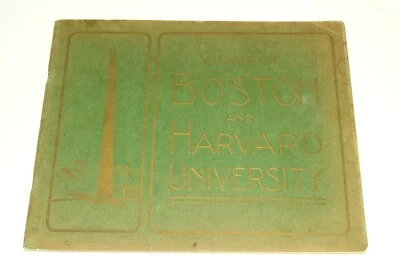 VIEWS OF
BOSTON
AND
HARVARD
UNIVERSITY